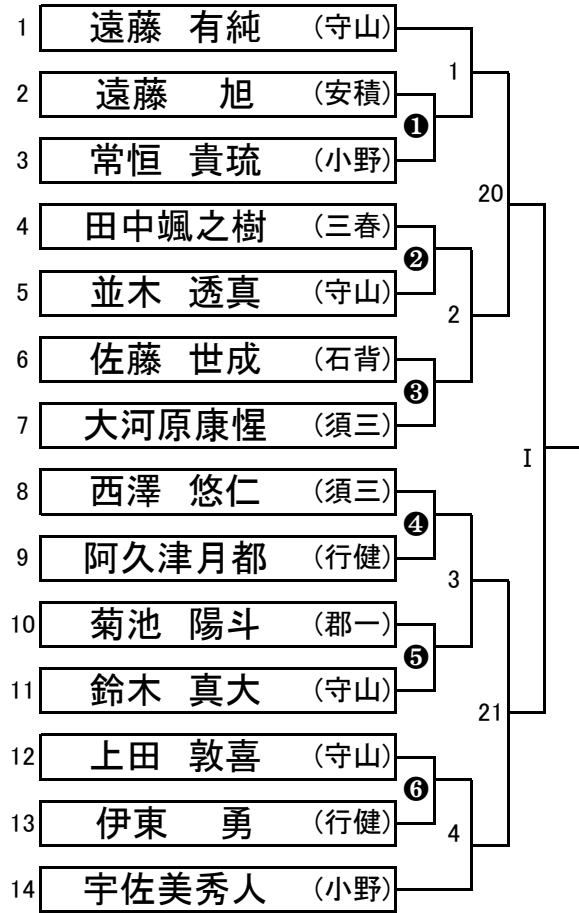 1 遠藤 有純 (守山)
1
2 遠藤 旭 (安積)
❶
3 常恒 貴琉 (小野)
20
4 田中颯之樹 (三春)
❷
5 並木 透真 (守山)
2
6 佐藤 世成 (石背)
❸
7 大河原康惺 (須三)
I
8 西澤 悠仁 (須三)
❹
9 阿久津月都 (行健)
3
10 菊池 陽斗 (郡一)
❺
11 鈴木 真大 (守山)
21
12 上田 敦喜 (守山)
❻
13 伊東 勇 (行健)
4
14 宇佐美秀人 (小野)